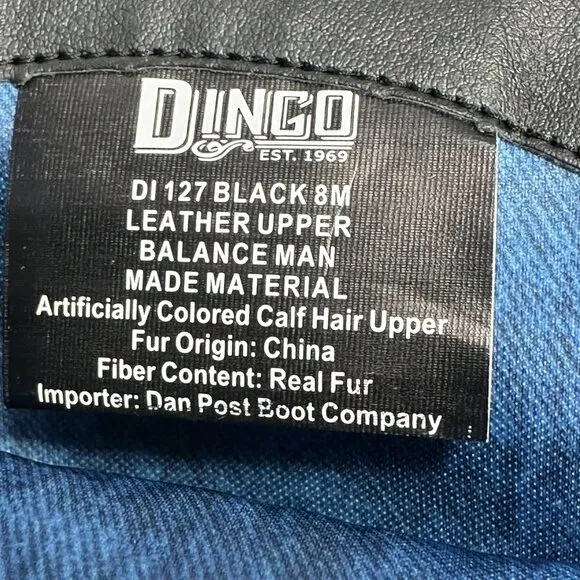 DINGO
EST. 1969
DI 127 BLACK 8M
LEATHER UPPER
BALANCE MAN
MADE MATERIAL
Artificially Colored Calf Hair Upper
Fur Origin: China
Fiber Content: Real Fur
Importer: Dan Post Boot Company